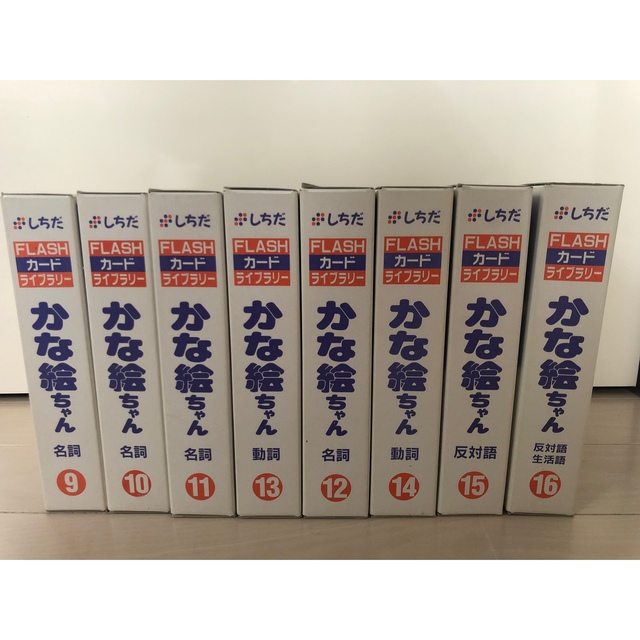 しちだ
FLASH
カード
ライブラリー
かな絵ちゃん
名詞
9
しちだ
FLASH
カード
ライブラリー
かな絵ちゃん
名詞
10
しちだ
FLASH
カード
ライブラリー
かな絵ちゃん
名詞
11
しちだ
FLASH
カード
ライブラリー
かな絵ちゃん
動詞
13
しちだ
FLASH
カード
ライブラリー
かな絵ちゃん
名詞
12
しちだ
FLASH
カード
ライブラリー
かな絵ちゃん
動詞
14
しちだ
FLASH
カード
ライブラリー
かな絵ちゃん
反対語
15
しちだ
FLASH
カード
ライブラリー
かな絵ちゃん
反対語
生活語
16